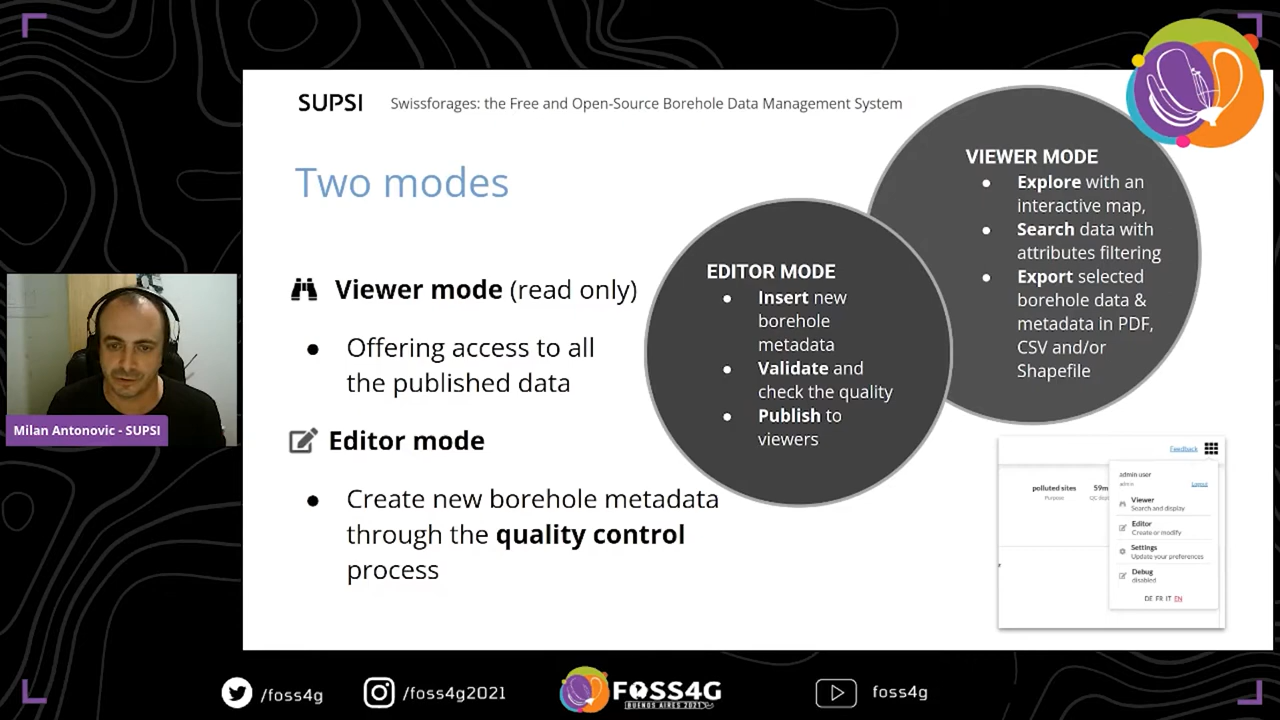 SUPSI
Swissforages: the Free and Open-Source Borehole Data Management System
Two modes
Viewer mode (read only)
● Offering access to all
the published data
Editor mode
● Create new borehole metadata
through the quality control
process
EDITOR MODE
● Insert new
borehole
metadata
● Validate and
check the quality
● Publish to
viewers
VIEWER MODE
● Explore with an
interactive map,
● Search data with
attributes filtering
● Export selected
borehole data &
metadata in PDF,
CSV and/or
Shapefile
Feedback
admin user
admin
Logout
polluted sites
Purpose
59m
Viewer
Search and display
Editor
Create or modify
Settings
Update your preferences
Debug
disabled
DE FR IT EN
Milan Antonovic - SUPSI
/foss4g
/foss4g2021
FOSS4G
BUENOS AIRES 2021
foss4g